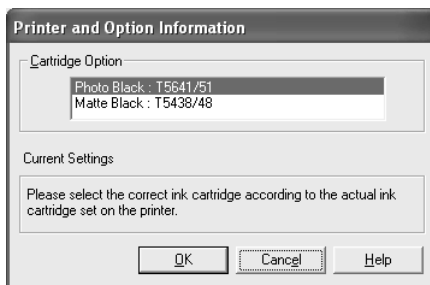 Printer and Option Information
Cartridge Option
Photo Black : T5641/51
Matte Black : T5438/48
Current Settings
Please select the correct ink cartridge according to the actual ink
cartridge set on the printer.
OK
Cancel
Help